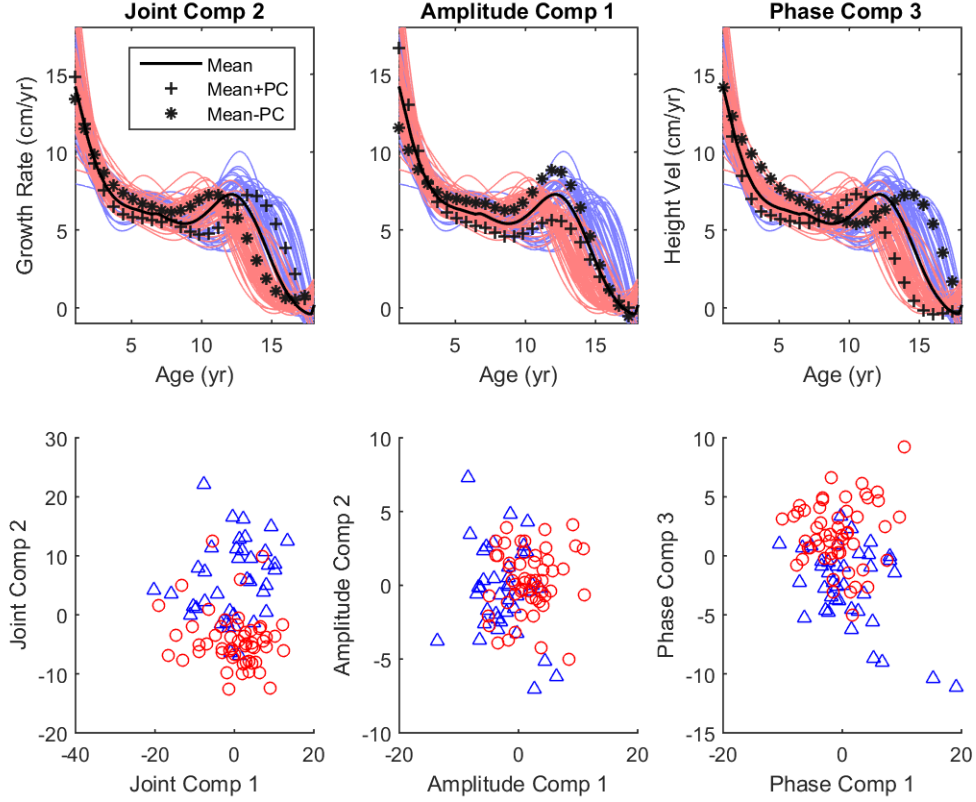 Joint Comp 2
Amplitude Comp 1
Phase Comp 3
Growth Rate (cm/yr)
15
10
5
0
5
10
15
Age (yr)
Mean
Mean+PC
Mean-PC
15
10
5
0
5
10
15
Age (yr)
Height Vel (cm/yr)
15
10
5
0
5
10
15
Age (yr)
Joint Comp 2
30
20
10
0
-10
-20
-40
-20
0
20
Joint Comp 1
Amplitude Comp 2
10
5
0
-5
-10
-20
0
20
Amplitude Comp 1
Phase Comp 3
10
5
0
-5
-10
-15
-20
0
20
Phase Comp 1